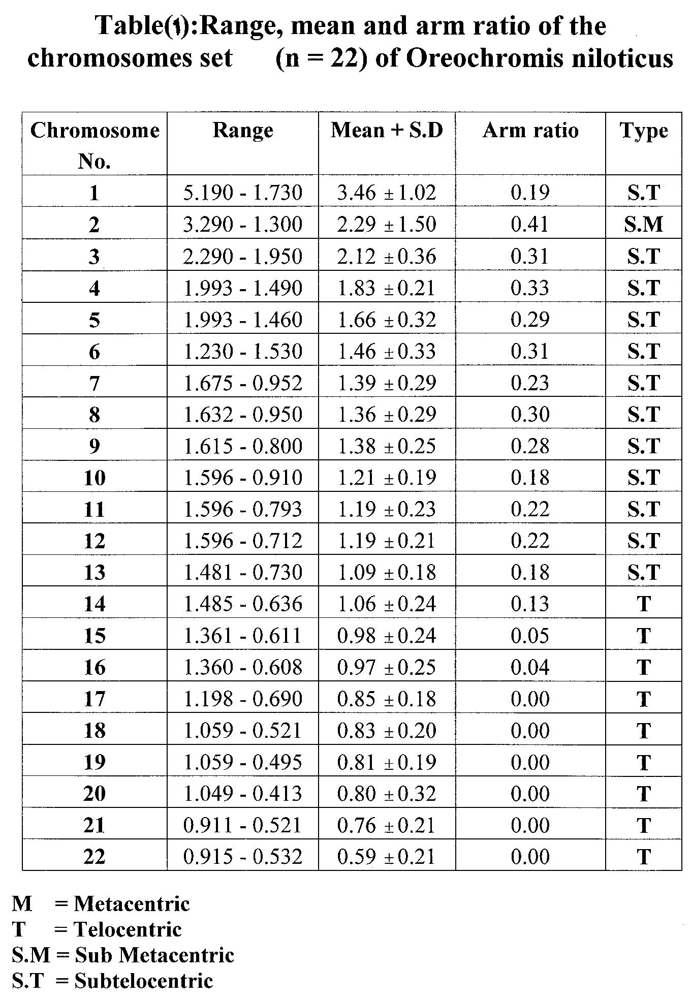 Table(1):Range, mean and arm ratio of the
chromosomes set (n = 22) of Oreochromis niloticus
Chromosome No. Range Mean + S.D Arm ratio Type
1 5.190 - 1.730 3.46 ±1.02 0.19 S.T
2 3.290 - 1.300 2.29 ±1.50 0.41 S.M
3 2.290 - 1.950 2.12 ±0.36 0.31 S.T
4 1.993 - 1.490 1.83 ±0.21 0.33 S.T
5 1.993 - 1.460 1.66 ±0.32 0.29 S.T
6 1.230 - 1.530 1.46 ±0.33 0.31 S.T
7 1.675 - 0.952 1.39 ±0.29 0.23 S.T
8 1.632 - 0.950 1.36 ±0.29 0.30 S.T
9 1.615 - 0.800 1.38 ±0.25 0.28 S.T
10 1.596 - 0.910 1.21 ±0.19 0.18 S.T
11 1.596 - 0.793 1.19 ±0.23 0.22 S.T
12 1.596 - 0.712 1.19 ±0.21 0.22 S.T
13 1.481 - 0.730 1.09 ±0.18 0.18 S.T
14 1.485 - 0.636 1.06 ±0.24 0.13 T
15 1.361 - 0.611 0.98 ±0.24 0.05 T
16 1.360 - 0.608 0.97 ±0.25 0.04 T
17 1.198 - 0.690 0.85 ±0.18 0.00 T
18 1.059 - 0.521 0.83 ±0.20 0.00 T
19 1.059 - 0.495 0.81 ±0.19 0.00 T
20 1.049 - 0.413 0.80 ±0.32 0.00 T
21 0.911 - 0.521 0.76 ±0.21 0.00 T
22 0.915 - 0.532 0.59 ±0.21 0.00 T
M = Metacentric
T = Telocentric
S.M = Sub Metacentric
S.T = Subtelocentric